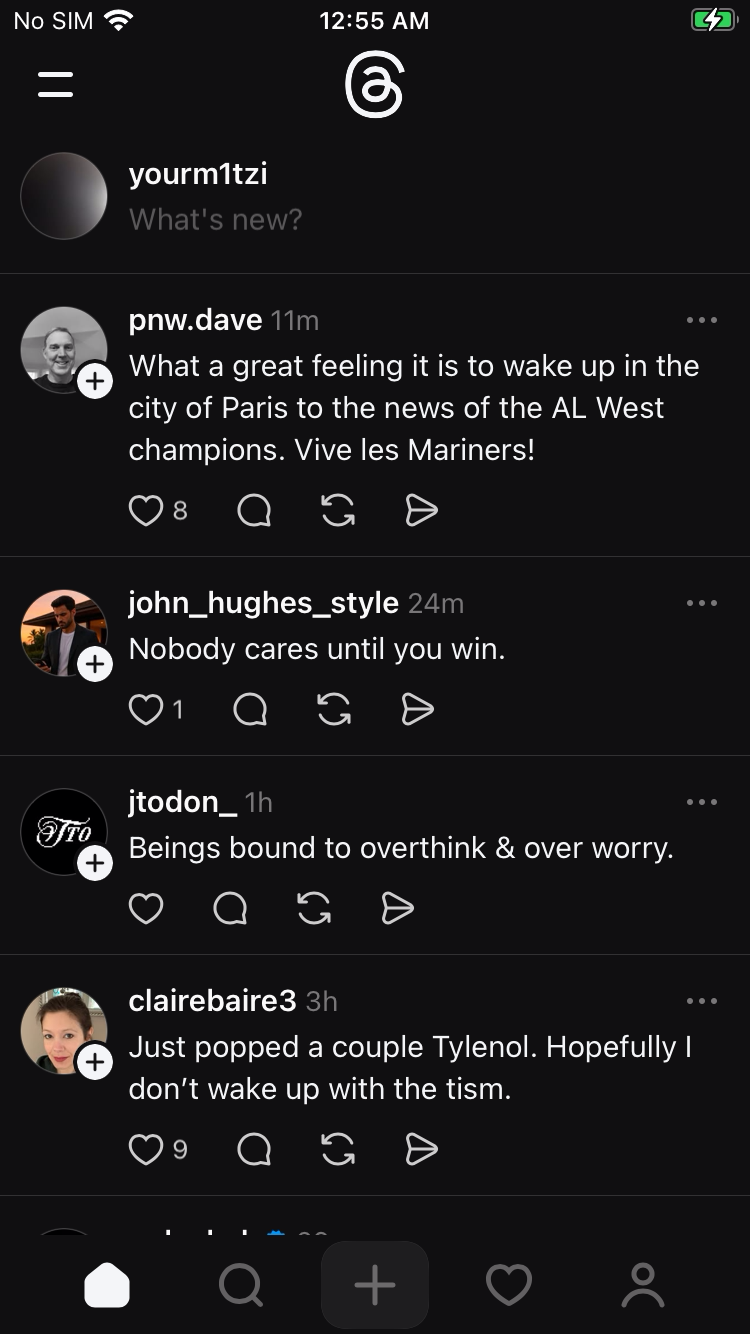 No SIM 12:55 AM
yourm1tzi
What's new?
pnw.dave 11m
What a great feeling it is to wake up in the
city of Paris to the news of the AL West
champions. Vive les Mariners!
8
john_hughes_style 24m
Nobody cares until you win.
1
jtodon_ 1h
JTO
Beings bound to overthink & over worry.
clairebaire3 3h
Just popped a couple Tylenol. Hopefully I
don’t wake up with the tism.
9